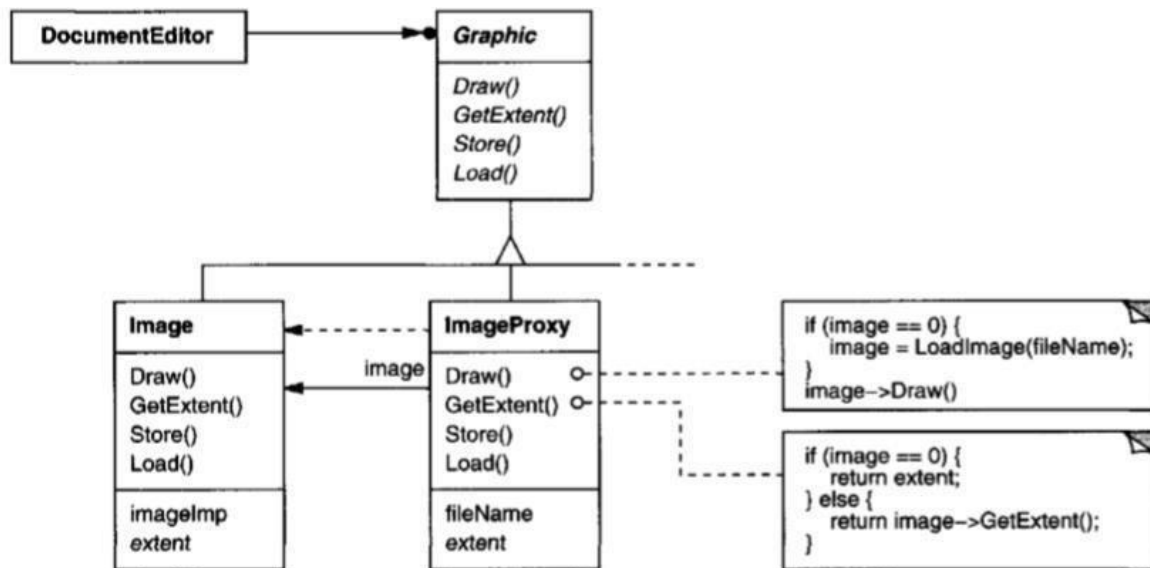 DocumentEditor
Graphic
Draw()
GetExtent()
Store()
Load()
Image
Draw()
GetExtent()
Store()
Load()
imageImp
extent
image
ImageProxy
Draw()
GetExtent()
Store()
Load()
fileName
extent
if (image == 0) {
image = LoadImage(fileName);
}
image->Draw()
if (image == 0) {
return extent;
} else {
return image->GetExtent();
}